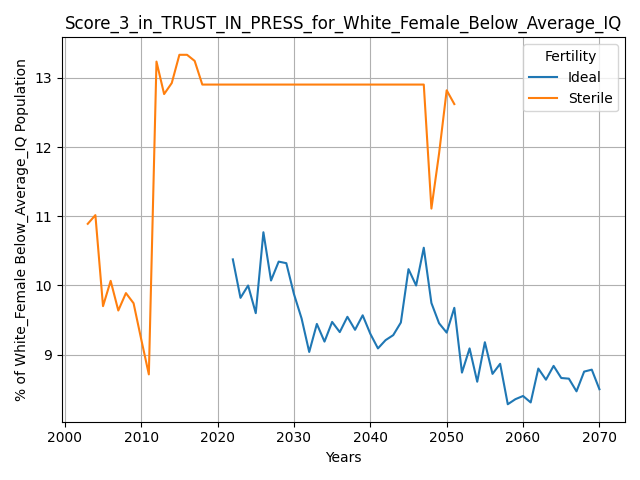 Score_3_in_TRUST_IN_PRESS_for_White_Female_Below_Average_IQ
% of White_Female Below_Average_IQ Population
13
12
11
10
9
Fertility
Ideal
Sterile
2000 2010 2020 2030 2040 2050 2060 2070
Years